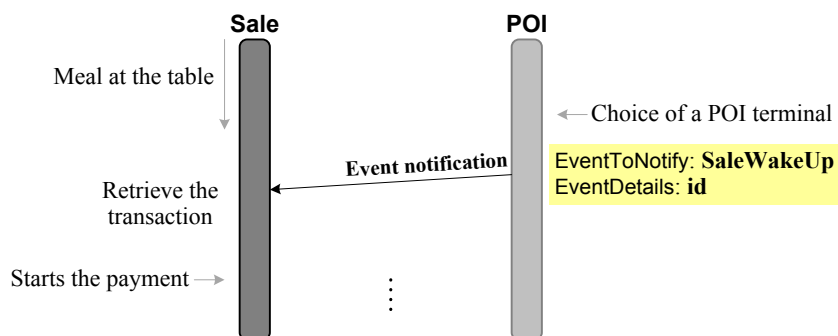 Sale
POI
Meal at the table
Choice of a POI terminal
Event notification
EventToNotify: SaleWakeUp
EventDetails: id
Retrieve the
transaction
Starts the payment